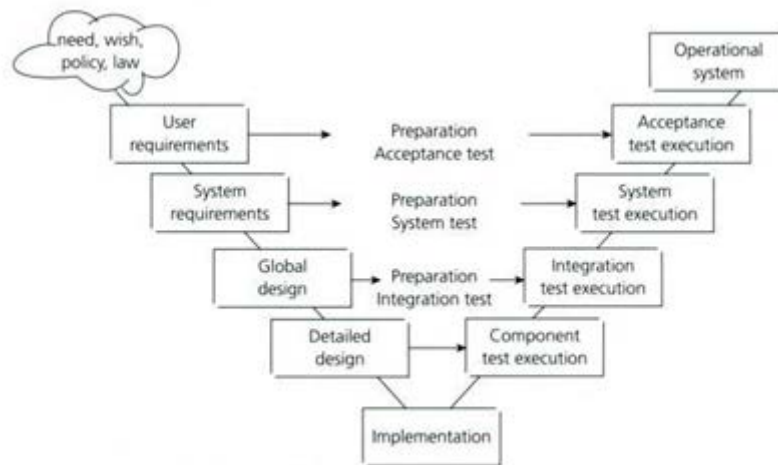 need, wish,
policy, law
Operational
system
User
requirements
Preparation
Acceptance test
Acceptance
test execution
System
requirements
Preparation
System test
System
test execution
Global
design
Preparation
Integration test
Integration
test execution
Detailed
design
Component
test execution
Implementation